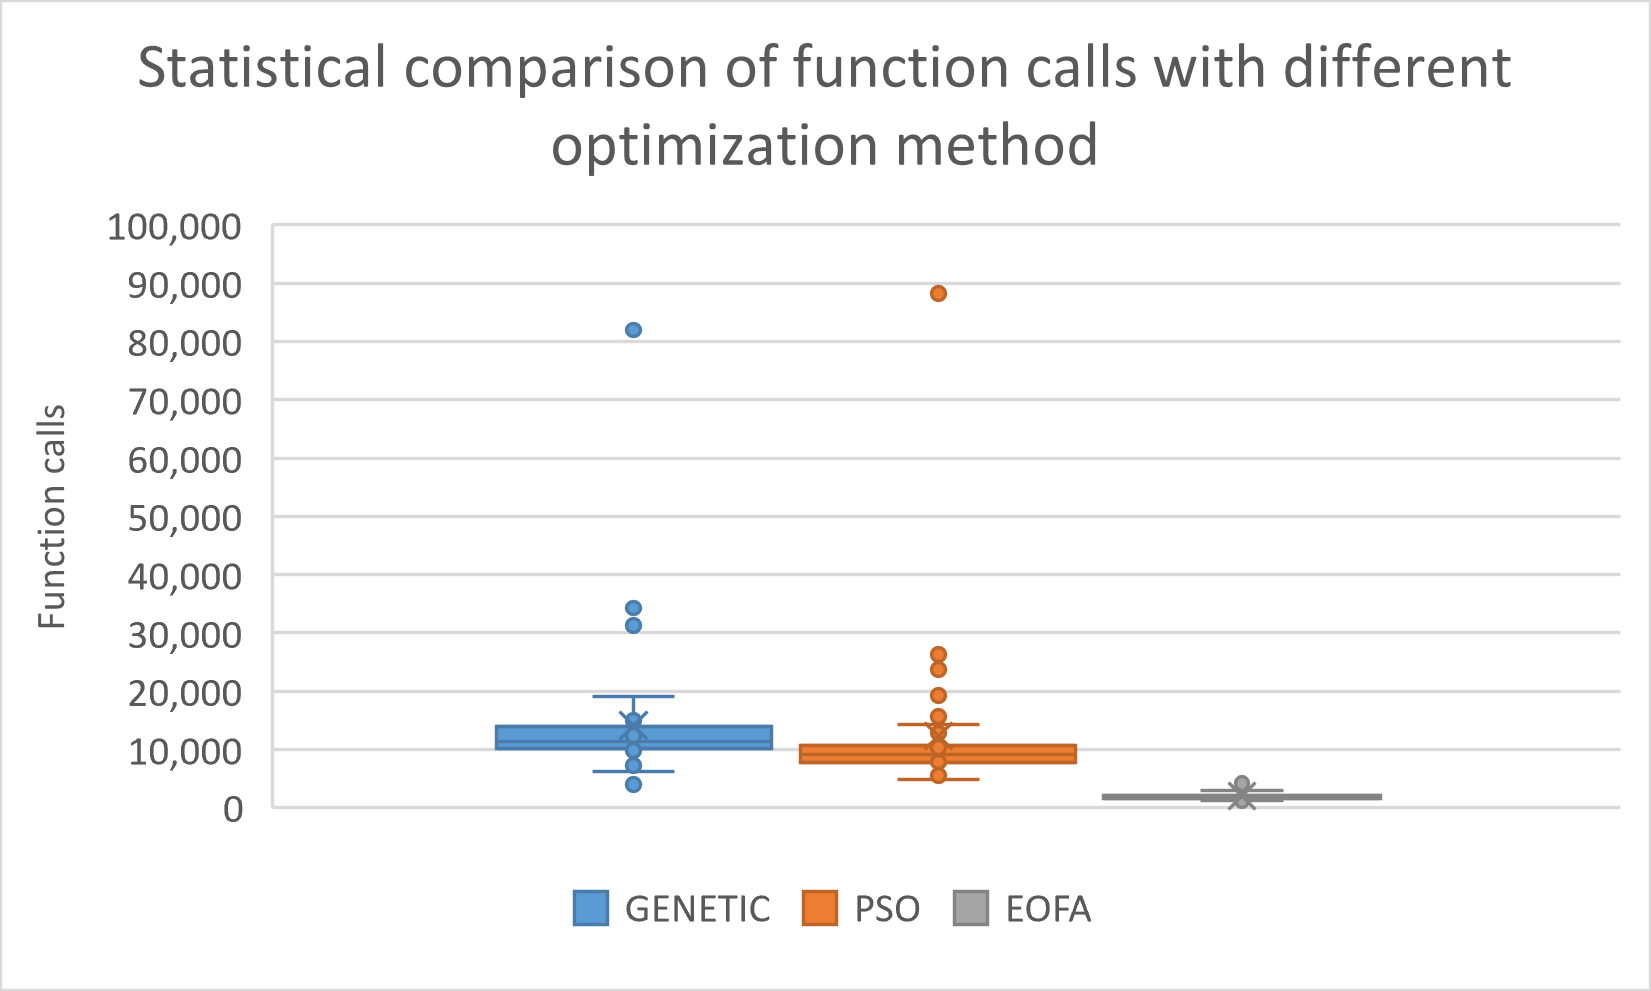 Statistical comparison of function calls with different
optimization method
100,000
90,000
80,000
70,000
60,000
50,000
40,000
30,000
20,000
10,000
0
Function calls
GENETIC
PSO
EOFA